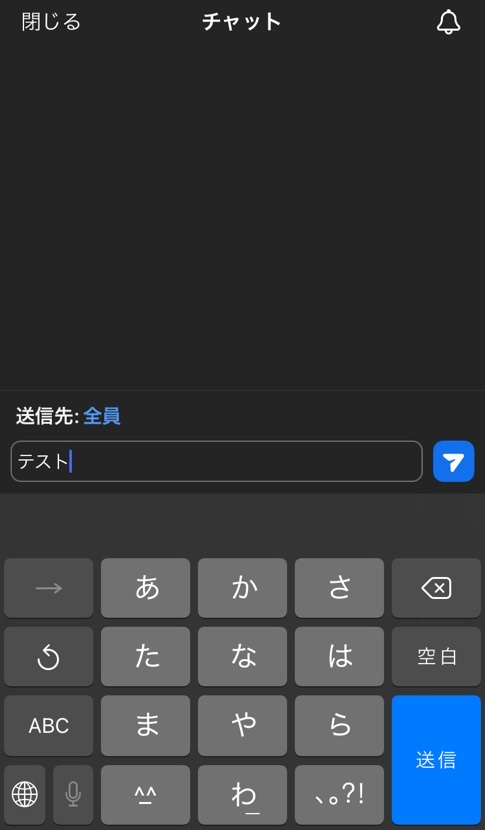 閉じる チャット
送信先: 全員
テスト
→ あ か さ
た な は 空白
ABC ま や ら 送信
^^ わ_ 、。?!